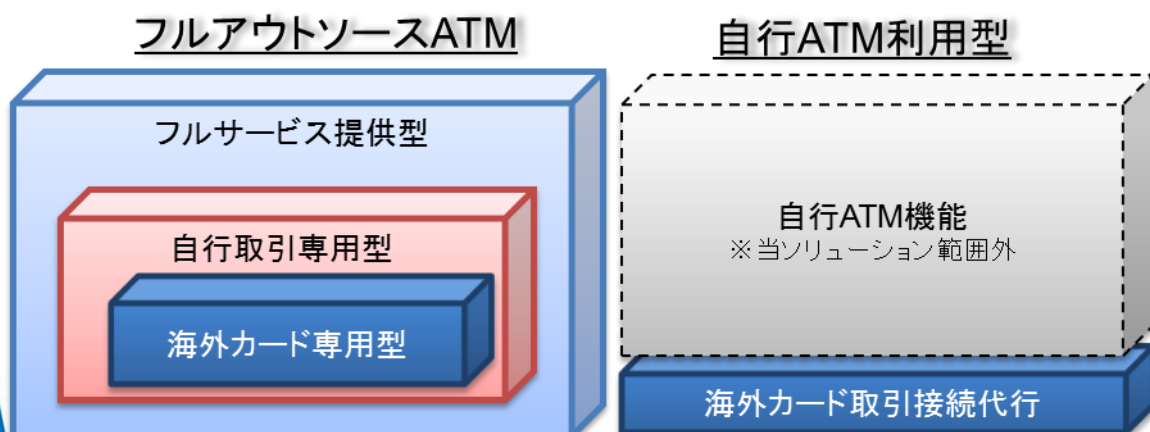 フルアウトソースATM
フルサービス提供型
自行取引専用型
海外カード専用型
自行ATM利用型
自行ATM機能
※当ソリューション範囲外
海外カード取引接続代行